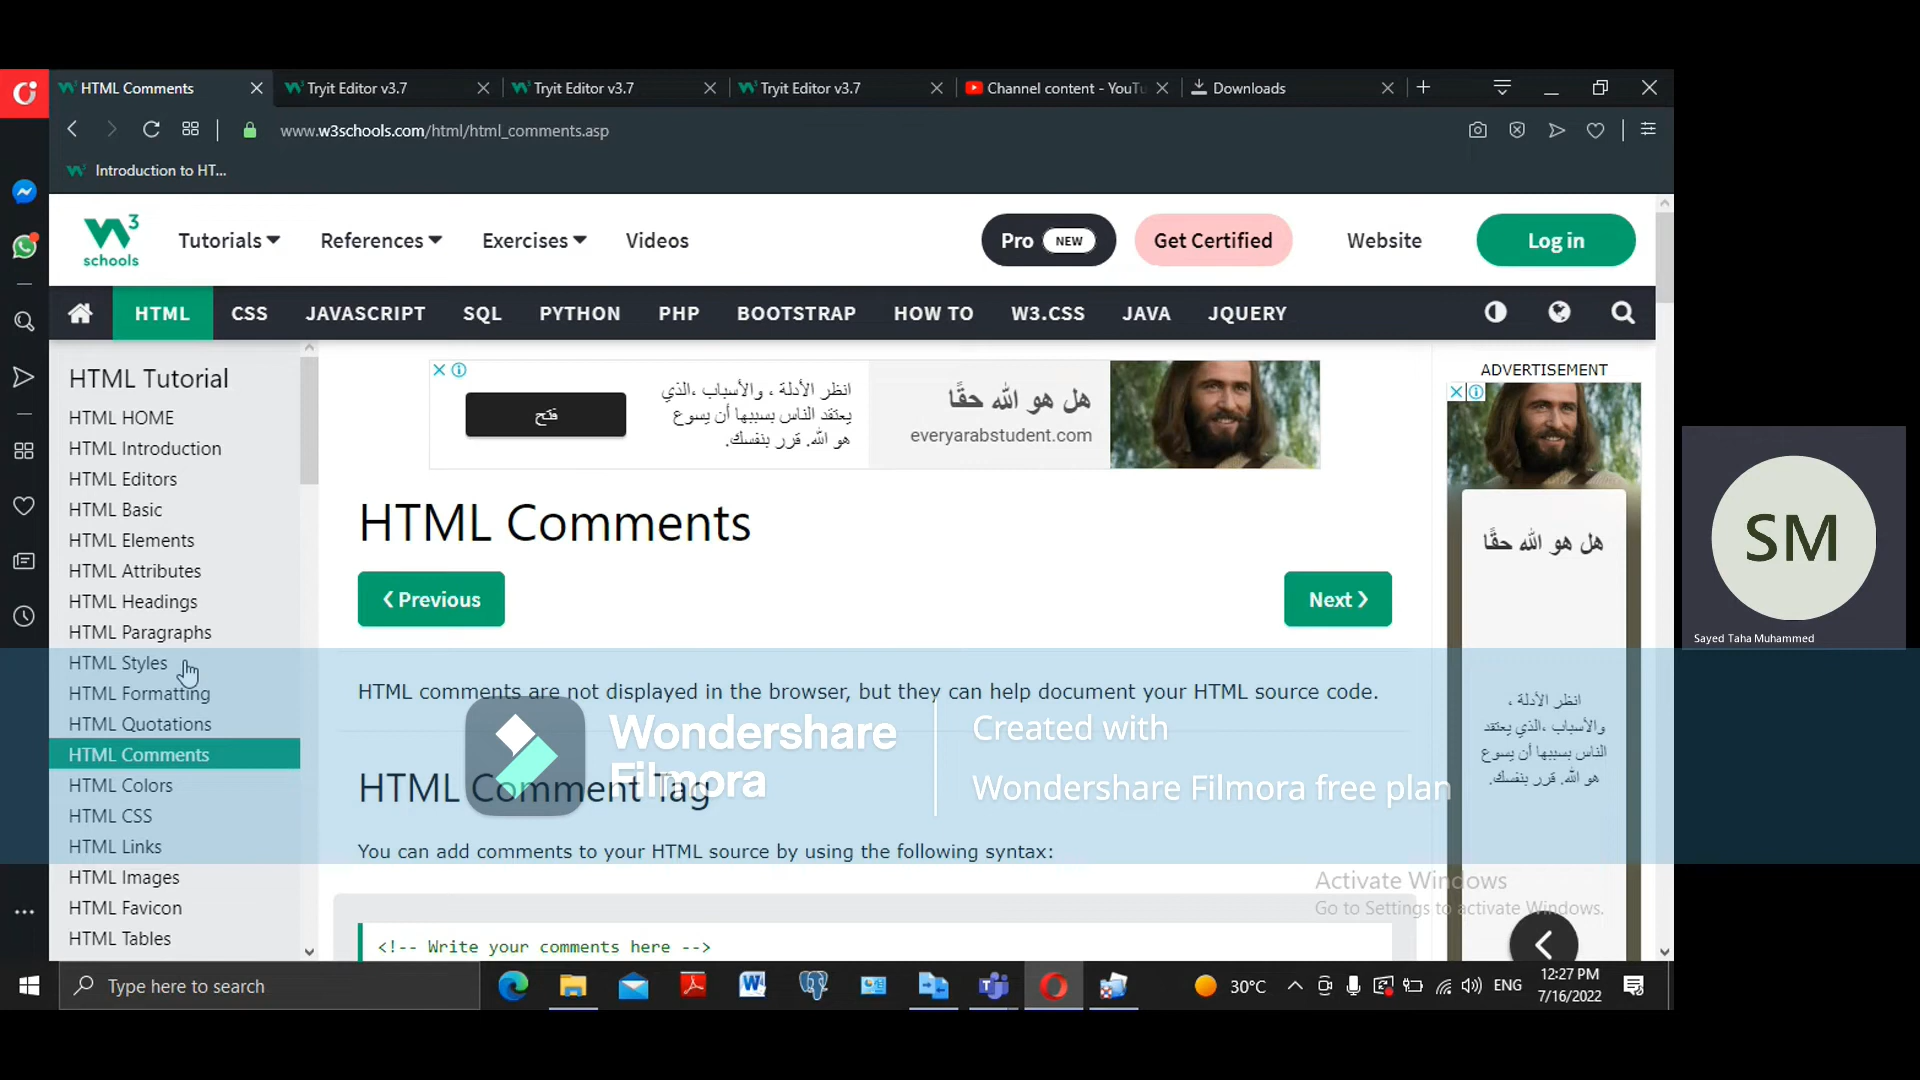 HTML Comments
Tryit Editor v3.7
Tryit Editor v3.7
Tryit Editor v3.7
Channel content - YouTu
Downloads
www.w3schools.com/html/html_comments.asp
Introduction to HT...
W3
schools
Tutorials
References
Exercises
Videos
Pro NEW
Get Certified
Website
Log in
HTML
CSS
JAVASCRIPT
SQL
PYTHON
PHP
BOOTSTRAP
HOW TO
W3.CSS
JAVA
JQUERY
HTML Tutorial
HTML HOME
HTML Introduction
HTML Editors
HTML Basic
HTML Elements
HTML Attributes
HTML Headings
HTML Paragraphs
HTML Styles
HTML Formatting
HTML Quotations
HTML Comments
HTML Colors
HTML CSS
HTML Links
HTML Images
HTML Favicon
HTML Tables
فتح
انظر الأدلة ، والأسباب ،الذي
يعتقد الناس بسببها أن يسوع
هو الله. قرر بنفسك.
هل هو الله حقًا
everyarabstudent.com
HTML Comments
❮ Previous
Next ❯
HTML comments are not displayed in the browser, but they can help document your HTML source code.
HTML Comment Tag
You can add comments to your HTML source by using the following syntax:
<!-- Write your comments here -->
Wondershare
Filmora
Created with
Wondershare Filmora free plan
ADVERTISEMENT
هل هو الله حقًا
انظر الأدلة ،
والأسباب ،الذي يعتقد
الناس بسببها أن يسوع
هو الله. قرر بنفسك.
Activate Windows
Go to Settings to activate Windows.
SM
Sayed Taha Muhammed
Type here to search
30°C
ENG
12:27 PM
7/16/2022